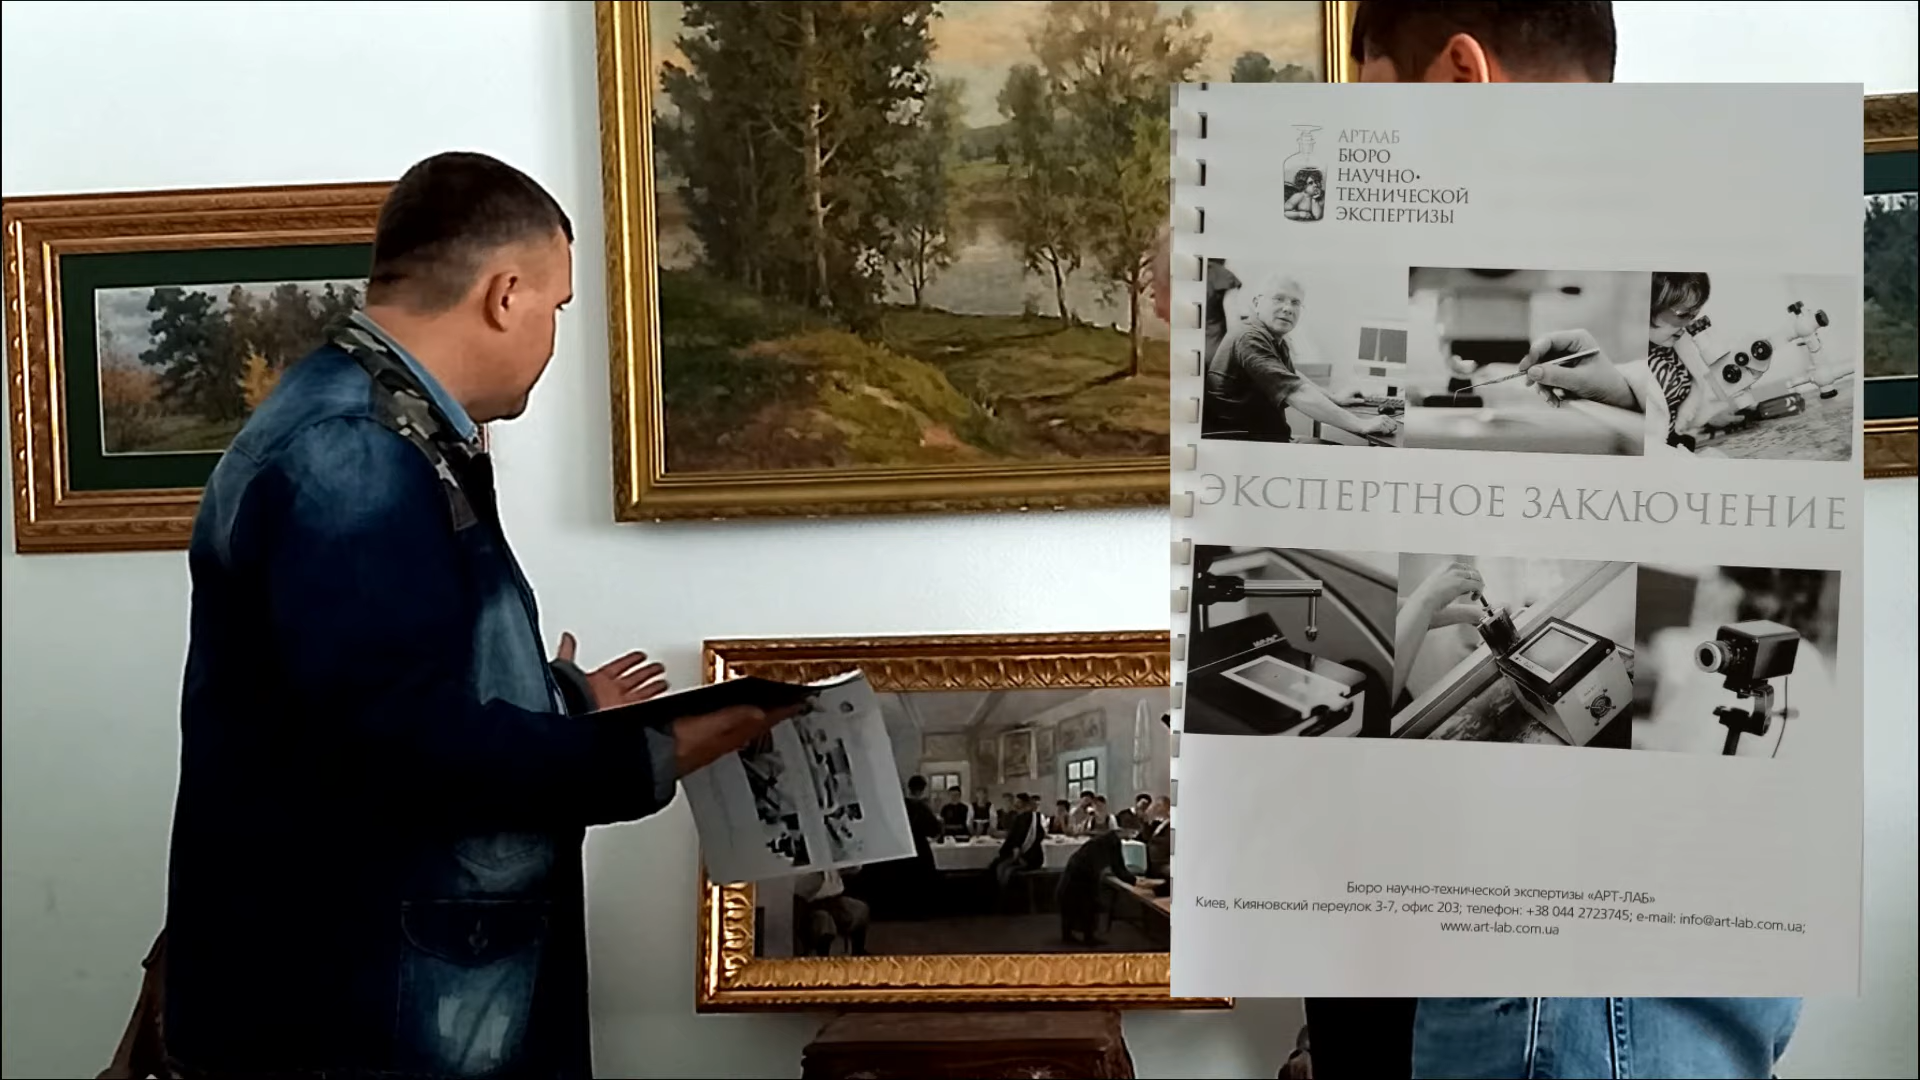 АРТЛАБ
БЮРО
НАУЧНО•
ТЕХНИЧЕСКОЙ
ЭКСПЕРТИЗЫ
ЭКСПЕРТНОЕ ЗАКЛЮЧЕНИЕ
Бюро научно-технической экспертизы «АРТ-ЛАБ»
Киев, Кияновский переулок 3-7, офис 203; телефон: +38 044 2723745; e-mail: info@art-lab.com.ua;
www.art-lab.com.ua